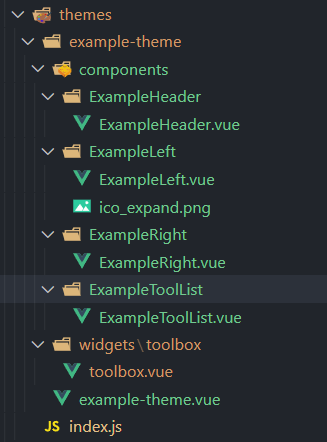 themes
example-theme
components
ExampleHeader
ExampleHeader.vue
ExampleLeft
ExampleLeft.vue
ico_expand.png
ExampleRight
ExampleRight.vue
ExampleToolList
ExampleToolList.vue
widgets\toolbox
toolbox.vue
example-theme.vue
JS index.js